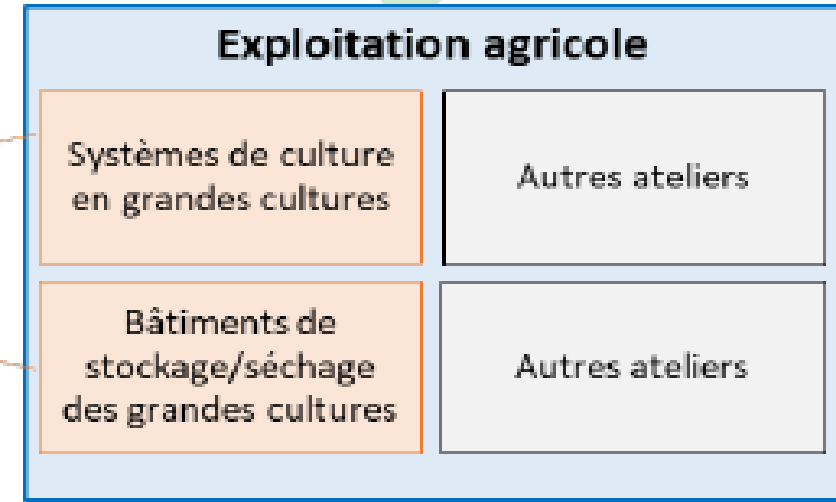 Exploitation agricole
Systèmes de culture
en grandes cultures
Autres ateliers
Bâtiments de
stockage/séchage
des grandes cultures
Autres ateliers